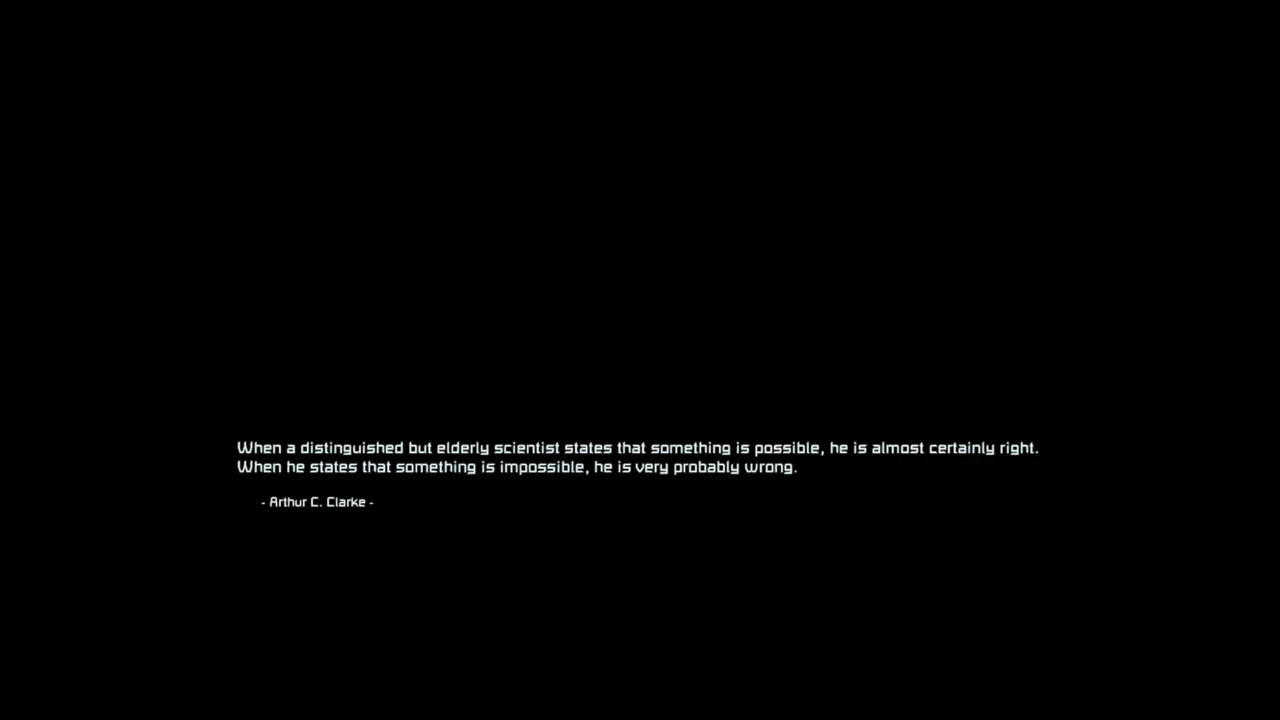 When a distinguished but elderly scientist states that something is possible, he is almost certainly right.
When he states that something is impossible, he is very probably wrong.
- Arthur C. Clarke -